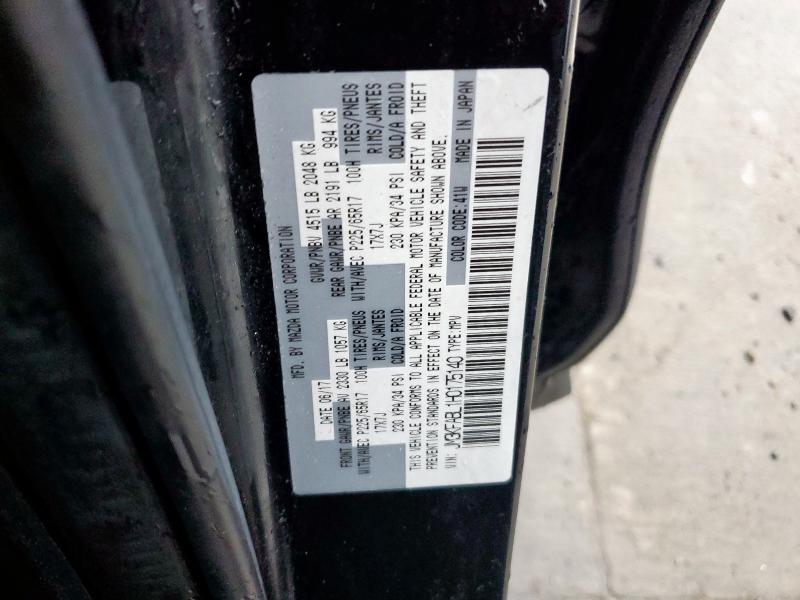 MFD. BY MAZDA MOTOR CORPORATION
DATE 06/17 GVWR/PNBV 4515 LB 2048 KG
FRONT GAWR/PNBE AV 2330 LB 1057 KG REAR GAWR/PNBE AR 2191 LB 994 KG
WITH/AVEC P225/65R17 100H TIRES/PNEUS WITH/AVEC P225/65R17 100H TIRES/PNEUS
17X7J RIMS/JANTES 17X7J RIMS/JANTES
230 KPA/34 PSI COLD/A FROID 230 KPA/34 PSI COLD/A FROID
THIS VEHICLE CONFORMS TO ALL APPLICABLE FEDERAL MOTOR VEHICLE SAFETY AND THEFT
PREVENTION STANDARDS IN EFFECT ON THE DATE OF MANUFACTURE SHOWN ABOVE.
VIN: JM3KFABL1H0175140 TYPE:MPV COLOR CODE:41W MADE IN JAPAN